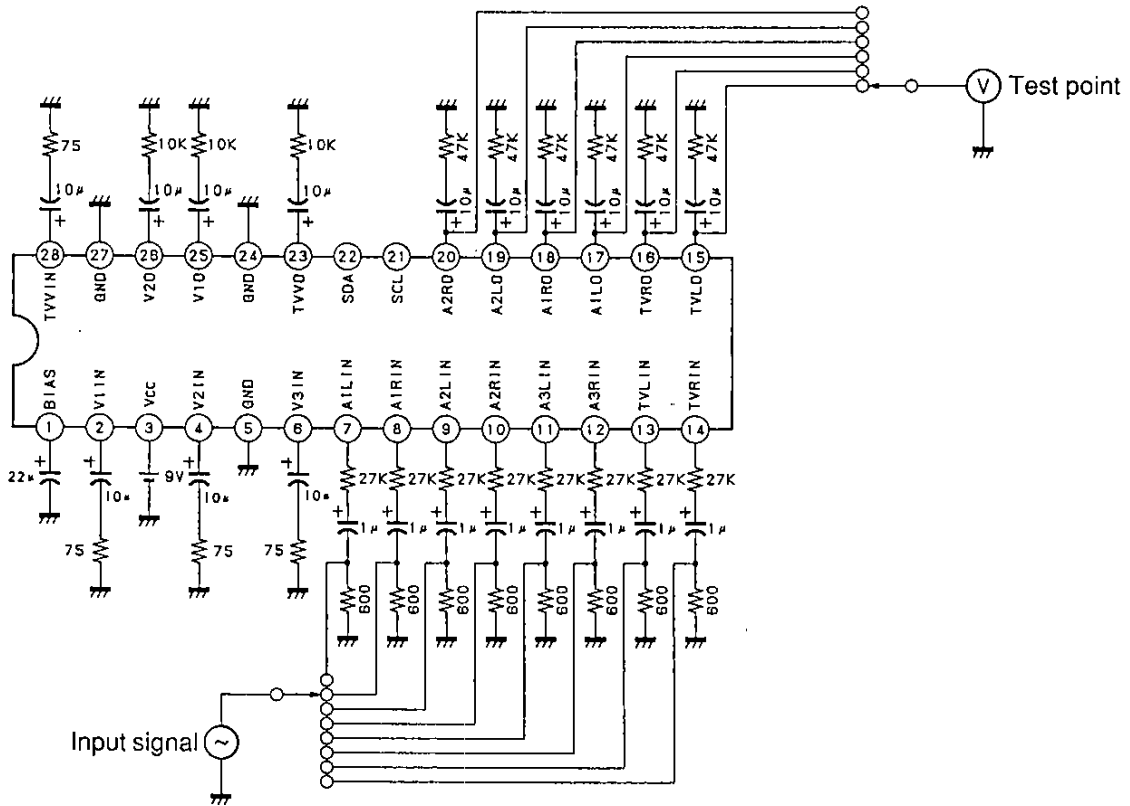 V Test point
75 10K 10K 10K 47K 47K 47K 47K 47K 47K
10μ 10μ 10μ 10μ 10μ 10μ 10μ 10μ 10μ 10μ
+ + + + + + + + + +
28 27 26 25 24 23 22 21 20 19 18 17 16 15
TVVIN GND V2O V1O GND TVVO SDA SCL A2RO A2LO A1RO A1LO TVRO TVLO
BIAS V1IN VCC V2IN GND V3IN A1LIN A1RIN A2LIN A2RIN A3LIN A3RIN TVLIN TVRIN
1 2 3 4 5 6 7 8 9 10 11 12 13 14
+ + + +
22μ 10μ 9V 10μ 10μ 27K 27K 27K 27K 27K 27K 27K 27K
+ + + + + + + +
1μ 1μ 1μ 1μ 1μ 1μ 1μ 1μ
75 75 75
600 600 600 600 600 600 600 600
Input signal ~